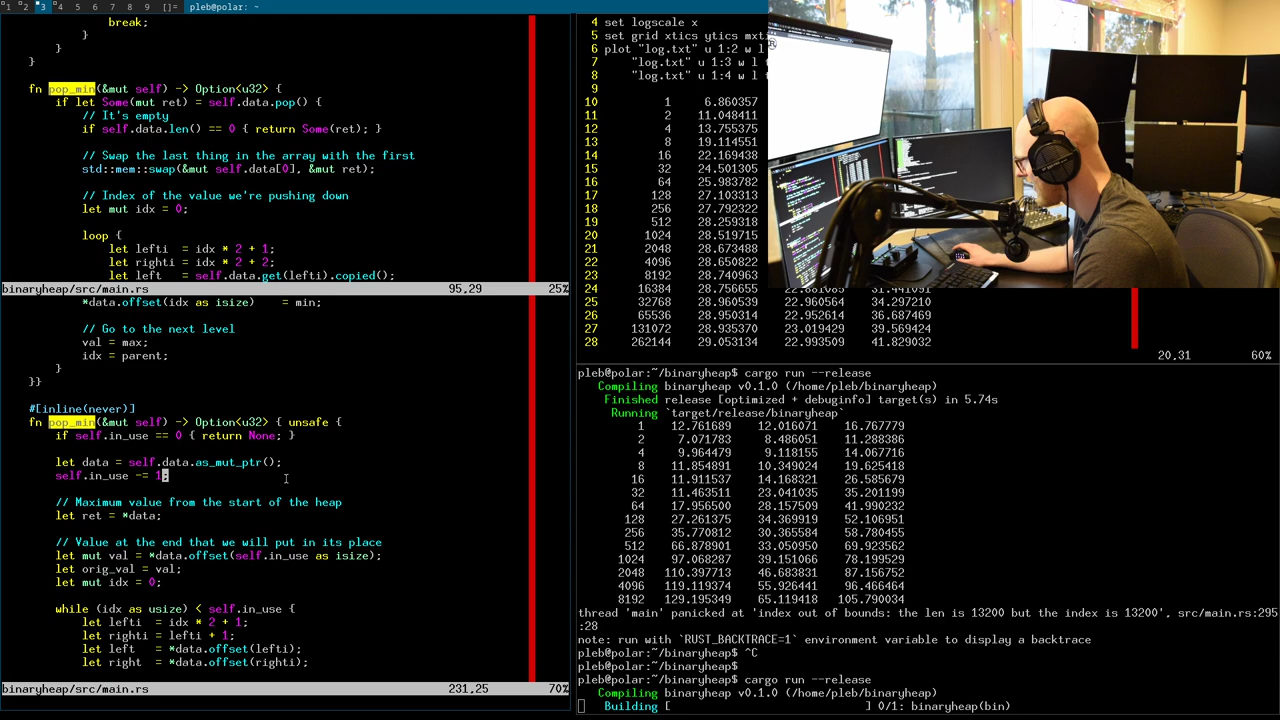 1 2 3 4 5 6 7 8 9 []= pleb@polar: ~
break;
}
}
}
fn pop_min(&mut self) -> Option<u32> {
if let Some(mut ret) = self.data.pop() {
// It's empty
if self.data.len() == 0 { return Some(ret); }
// Swap the last thing in the array with the first
std::mem::swap(&mut self.data[0], &mut ret);
// Index of the value we're pushing down
let mut idx = 0;
loop {
let lefti = idx * 2 + 1;
let righti = idx * 2 + 2;
let left = self.data.get(lefti).copied();
binaryheap/src/main.rs 95,29 25%
*data.offset(idx as isize) = min;
// Go to the next level
val = max;
idx = parent;
}
}}
#[inline(never)]
fn pop_min(&mut self) -> Option<u32> { unsafe {
if self.in_use == 0 { return None; }
let data = self.data.as_mut_ptr();
self.in_use -= 1;
// Maximum value from the start of the heap
let ret = *data;
// Value at the end that we will put in its place
let mut val = *data.offset(self.in_use as isize);
let orig_val = val;
let mut idx = 0;
while (idx as usize) < self.in_use {
let lefti = idx * 2 + 1;
let righti = lefti + 1;
let left = *data.offset(lefti);
let right = *data.offset(righti);
binaryheap/src/main.rs 231,25 70%
4 set logscale x
5 set grid xtics ytics mxti
6 plot "log.txt" u 1:2 w l
7 "log.txt" u 1:3 w l
8 "log.txt" u 1:4 w l
9
10 1 6.860357
11 2 11.048411
12 4 13.755375
13 8 19.114551
14 16 22.169438
15 32 24.501305
16 64 25.983782
17 128 27.103313
18 256 27.792322
19 512 28.259318
20 1024 28.519715
21 2048 28.673488
22 4096 28.650822
23 8192 28.740963
24 16384 28.756655
25 32768 28.960539 22.960564 34.297210
26 65536 28.950314 22.952614 36.687469
27 131072 28.935370 23.019429 39.569424
28 262144 29.053134 22.993509 41.829032
20,31 60%
pleb@polar:~/binaryheap$ cargo run --release
Compiling binaryheap v0.1.0 (/home/pleb/binaryheap)
Finished release [optimized + debuginfo] target(s) in 5.74s
Running `target/release/binaryheap`
1 12.761689 12.016071 16.767779
2 7.071783 8.486051 11.288386
4 9.964479 9.118155 14.067716
8 11.854891 10.349024 19.625418
16 11.911537 14.168332 26.585679
32 11.463511 23.041035 35.201199
64 17.956500 28.157509 41.990232
128 27.261375 34.369919 52.106951
256 35.770812 30.365584 58.780455
512 66.878901 33.050950 69.923562
1024 97.068287 39.151066 78.199529
2048 110.397713 46.683831 87.156752
4096 119.119374 55.926441 96.466464
8192 129.195349 65.119418 105.790034
thread 'main' panicked at 'index out of bounds: the len is 13200 but the index is 13200', src/main.rs:295
:28
note: run with `RUST_BACKTRACE=1` environment variable to display a backtrace
pleb@polar:~/binaryheap$ ^C
pleb@polar:~/binaryheap$
pleb@polar:~/binaryheap$ cargo run --release
Compiling binaryheap v0.1.0 (/home/pleb/binaryheap)
Building [ ] 0/1: binaryheap(bin)